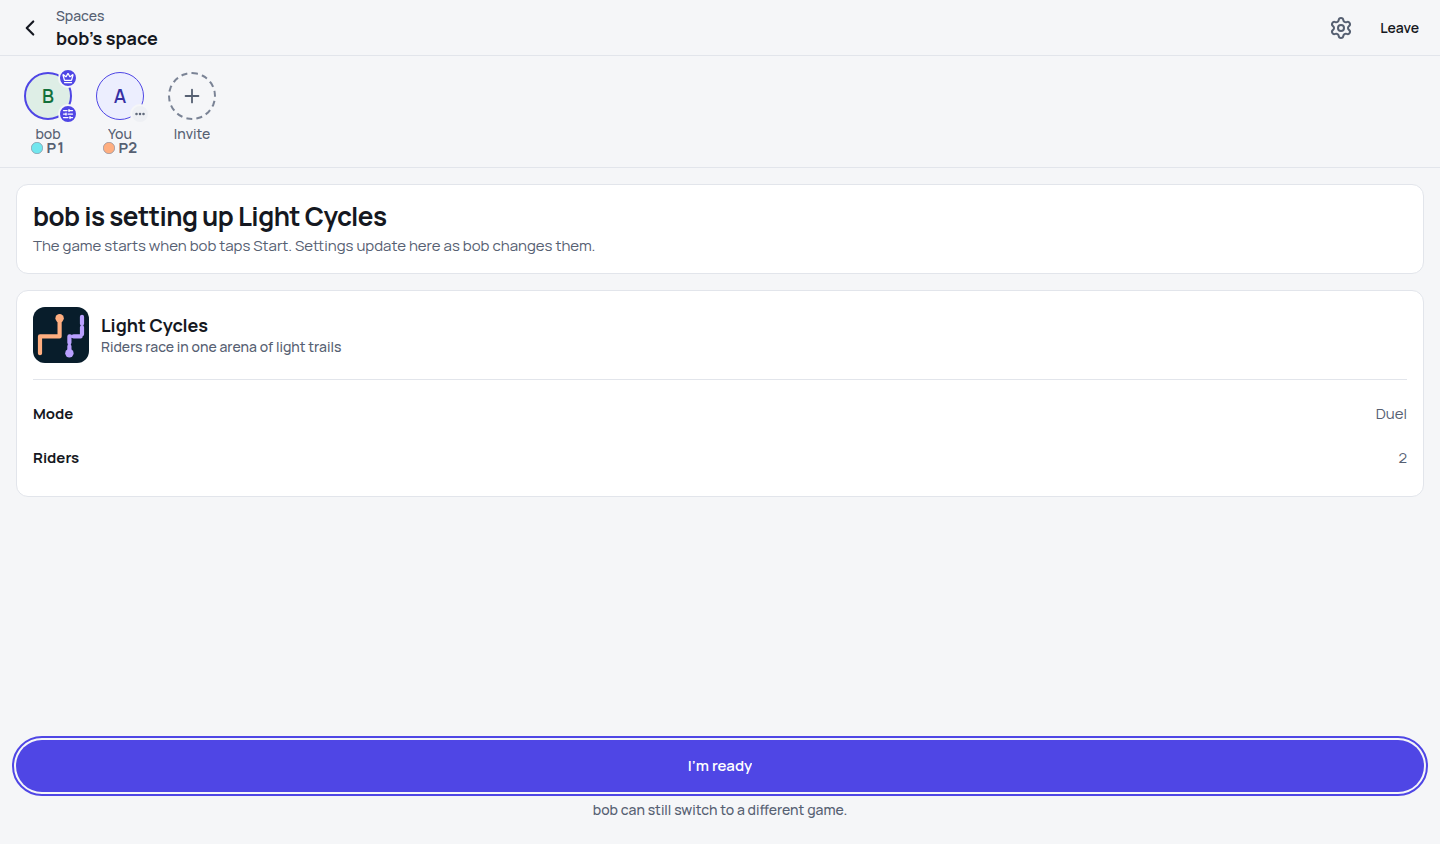 Spaces
bob's space
Leave
B
A
bob
You
Invite
P1
P2
bob is setting up Light Cycles
The game starts when bob taps Start. Settings update here as bob changes them.
Light Cycles
Riders race in one arena of light trails
Mode
Duel
Riders
2
I'm ready
bob can still switch to a different game.